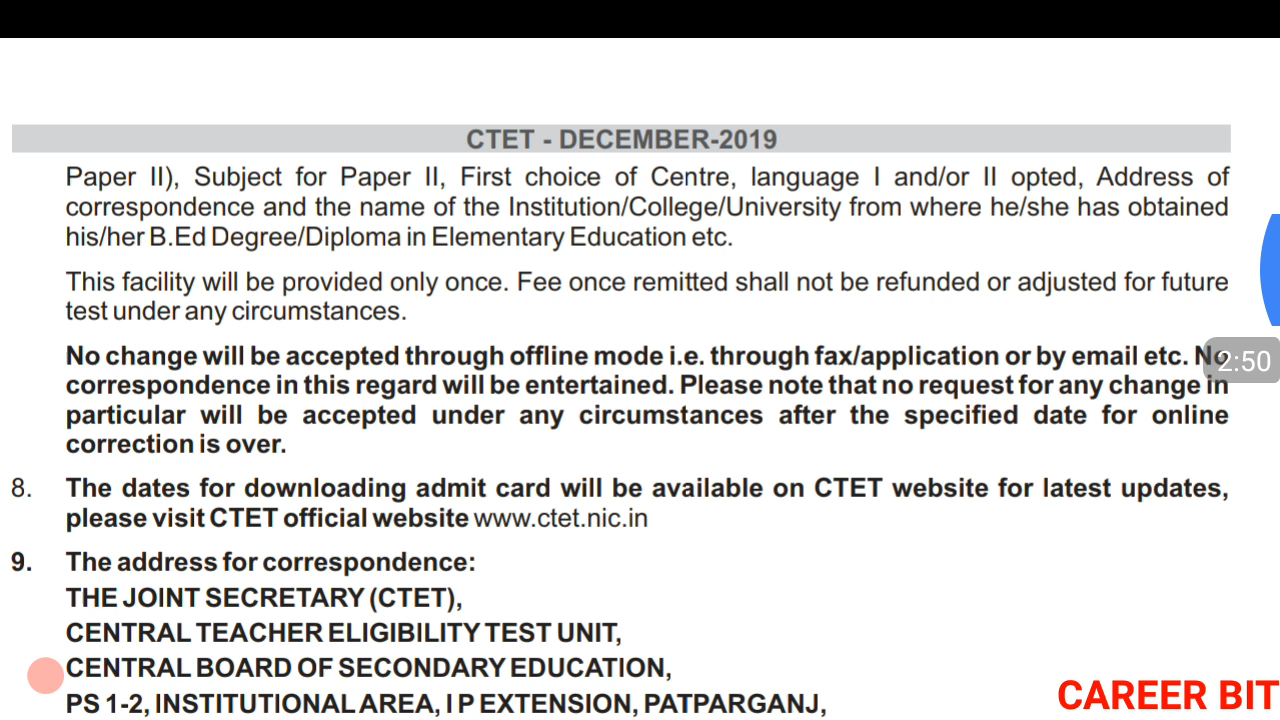 CTET - DECEMBER-2019
Paper II), Subject for Paper II, First choice of Centre, language I and/or II opted, Address of
correspondence and the name of the Institution/College/University from where he/she has obtained
his/her B.Ed Degree/Diploma in Elementary Education etc.
This facility will be provided only once. Fee once remitted shall not be refunded or adjusted for future
test under any circumstances.
No change will be accepted through offline mode i.e. through fax/application or by email etc. No
2:50
correspondence in this regard will be entertained. Please note that no request for any change in
particular will be accepted under any circumstances after the specified date for online
correction is over.
8. The dates for downloading admit card will be available on CTET website for latest updates,
please visit CTET official website www.ctet.nic.in
9. The address for correspondence:
THE JOINT SECRETARY (CTET),
CENTRAL TEACHER ELIGIBILITY TEST UNIT,
CENTRAL BOARD OF SECONDARY EDUCATION,
PS 1-2, INSTITUTIONAL AREA, I P EXTENSION, PATPARGANJ,
CAREER BIT